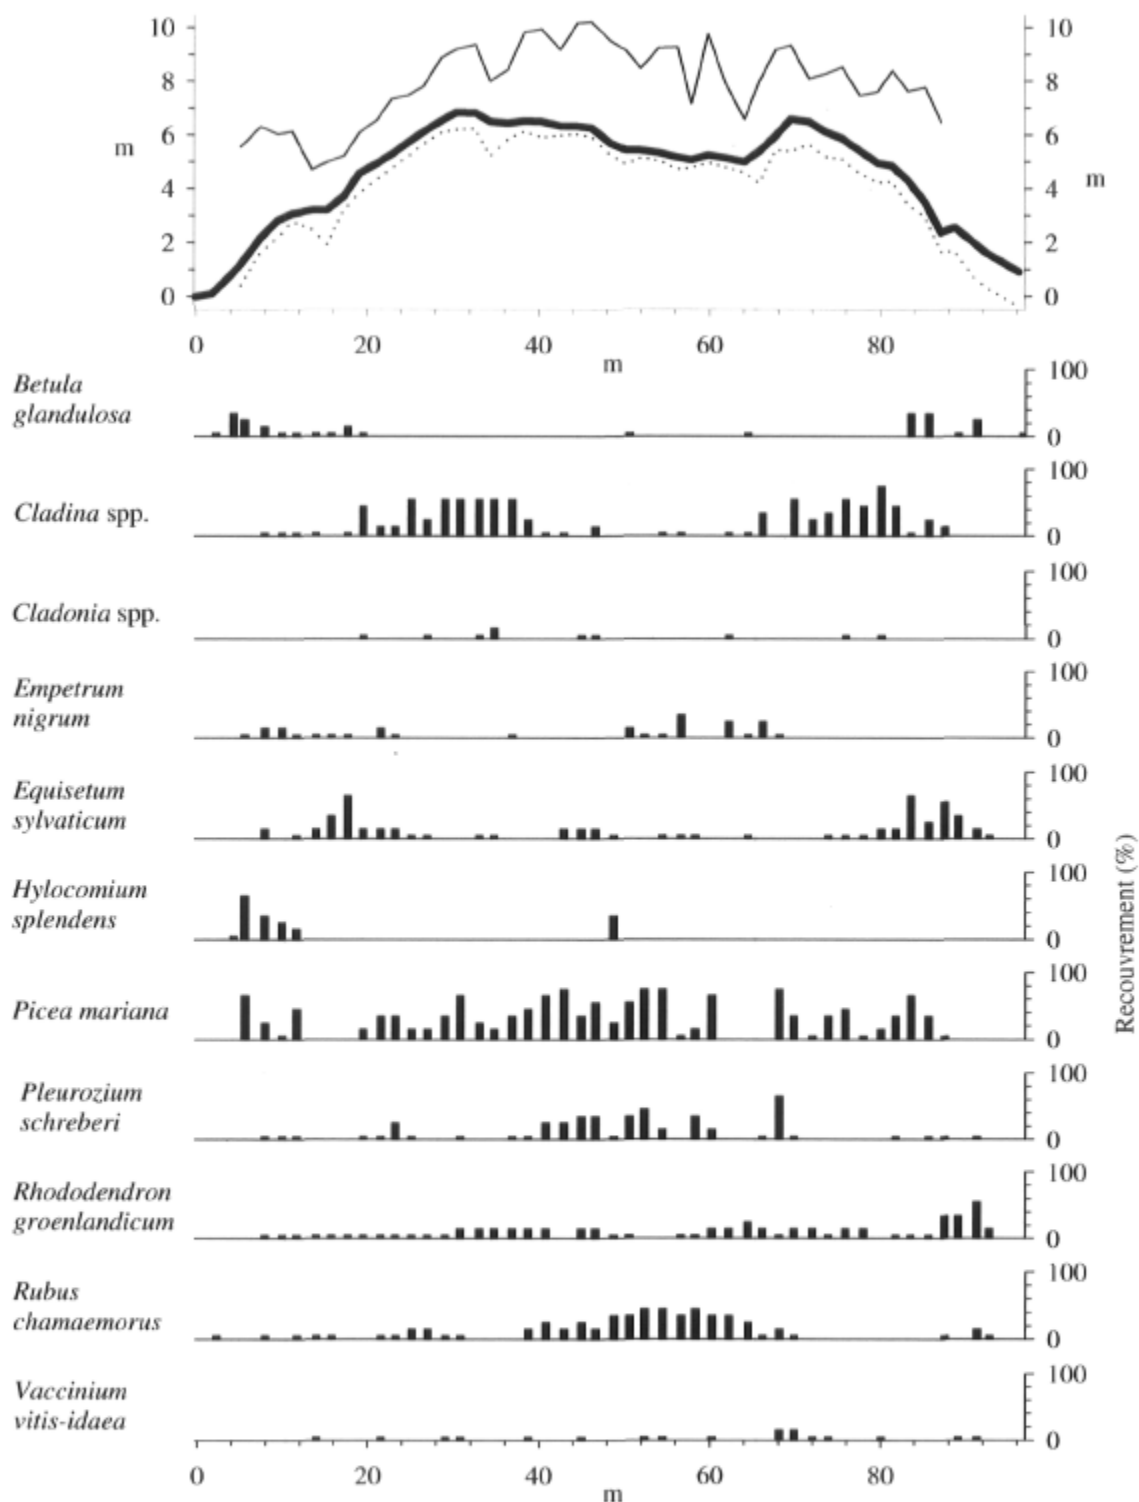 10 10
8 8
6 6
m
4 4
m
2 2
0 0
0 20 40 60 80
m
Betula
glandulosa
100
0
Cladina spp.
100
0
Cladonia spp.
100
0
Empetrum
nigrum
100
0
Equisetum
sylvaticum
100
0
Hylocomium
splendens
100
0
Picea mariana
100
0
Pleurozium
schreberi
100
0
Rhododendron
groenlandicum
100
0
Rubus
chamaemorus
100
0
Vaccinium
vitis-idaea
100
0
0 20 40 60 80
m
Recouvrement (%)